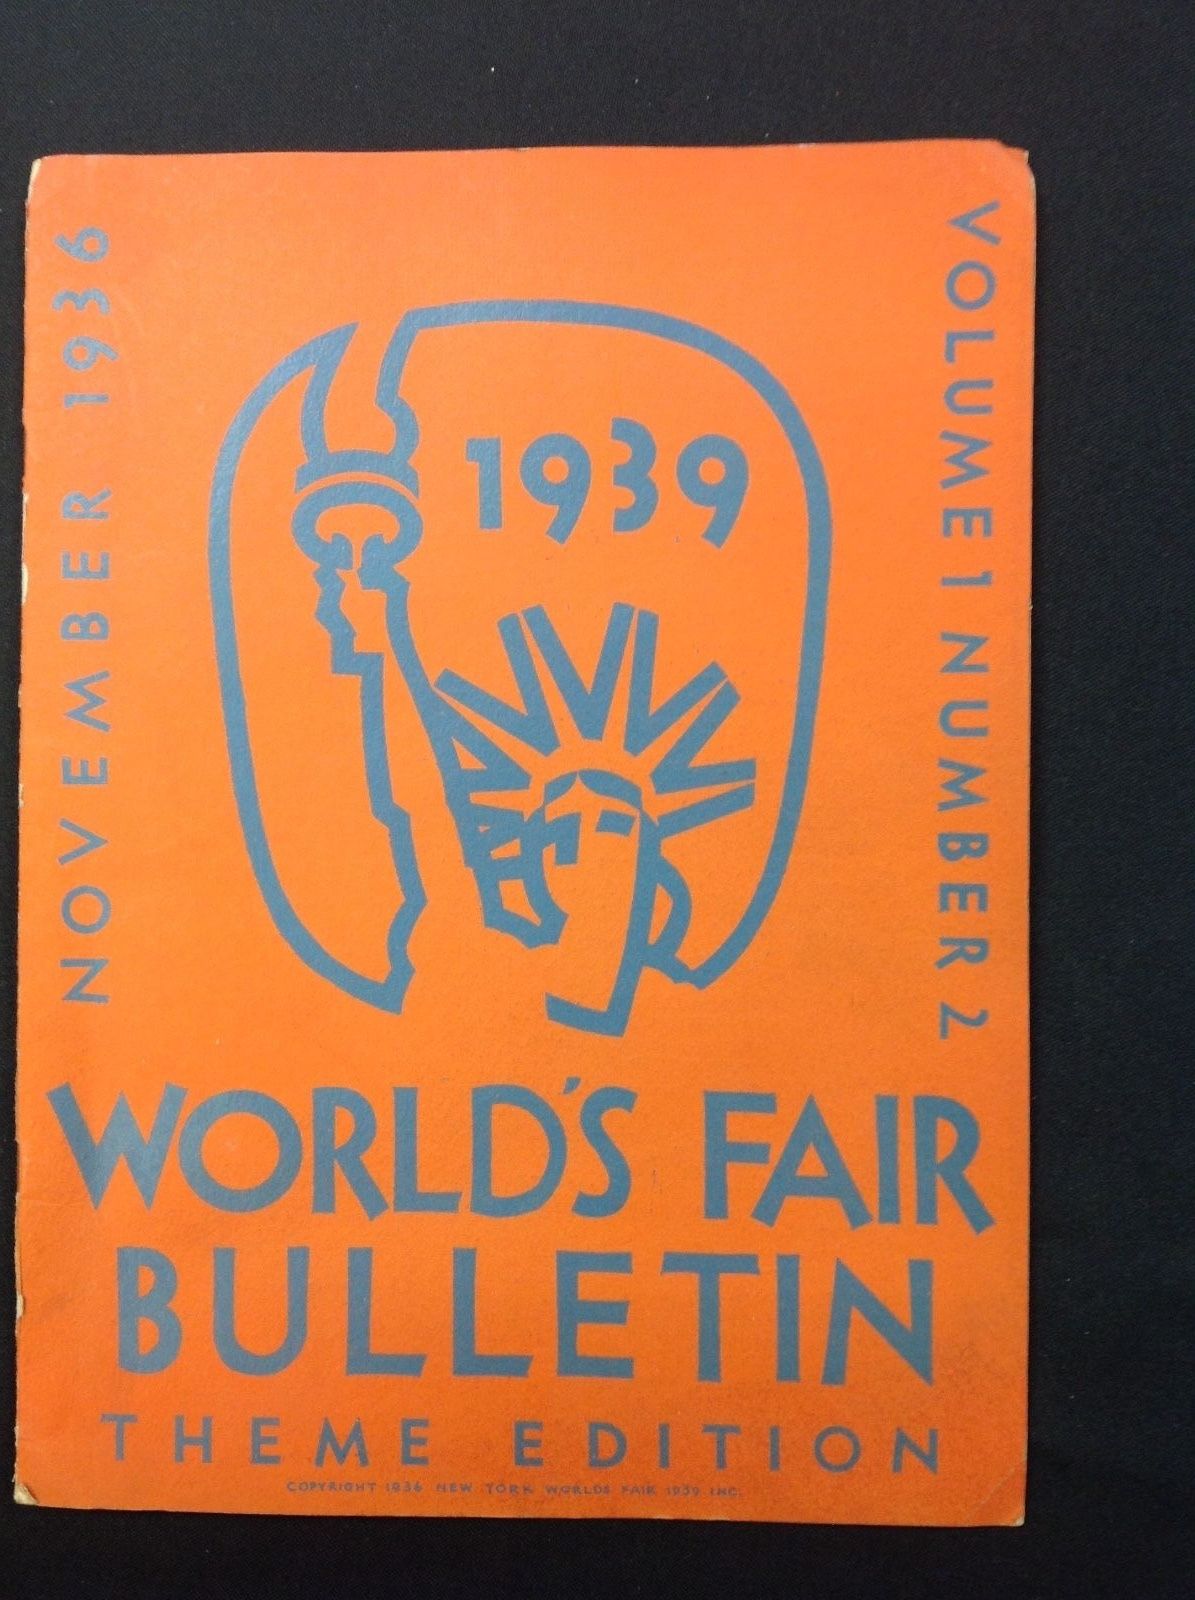 NOVEMBER 1936
VOLUME 1 NUMBER 2
1939
WORLD'S FAIR
BULLETIN
THEME EDITION
COPYRIGHT 1936 NEW YORK WORLDS FAIR 1939 INC.